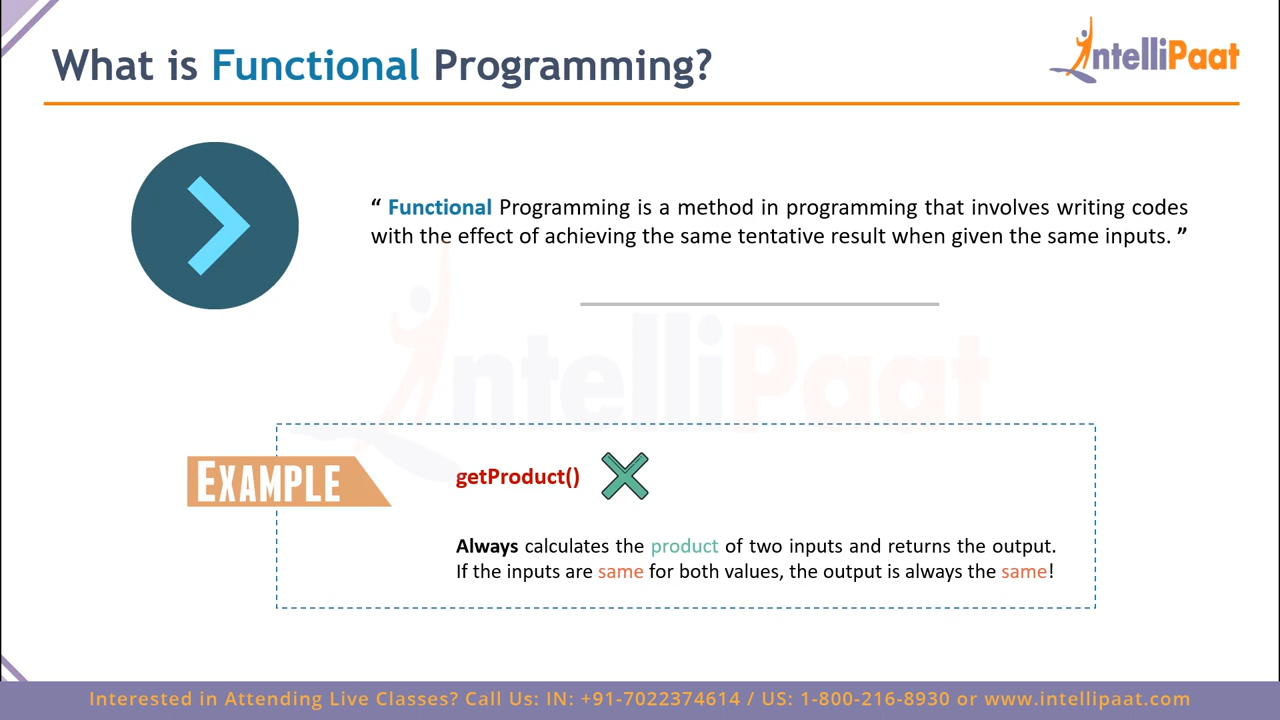 What is Functional Programming?
IntelliPaat
“ Functional Programming is a method in programming that involves writing codes
with the effect of achieving the same tentative result when given the same inputs. ”
IntelliPaat
EXAMPLE
getProduct()
Always calculates the product of two inputs and returns the output.
If the inputs are same for both values, the output is always the same!
Interested in Attending Live Classes? Call Us: IN: +91-7022374614 / US: 1-800-216-8930 or www.intellipaat.com